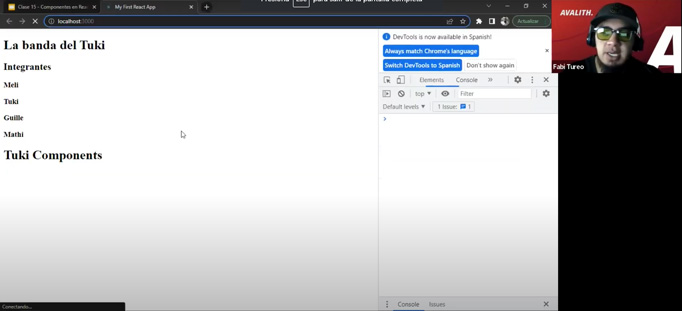 Clase 15 - Componentes en Rea
My First React App
para salir de la pantalla completa
localhost:3000
Actualizar
La banda del Tuki
Integrantes
Meli
Tuki
Guille
Mathi
Tuki Components
DevTools is now available in Spanish!
Always match Chrome's language
Switch DevTools to Spanish
Don't show again
Elements
Console
top
Filter
Default levels
1 Issue:
1
Console
Issues
Conectando...
AVALITH.
Fabi Tureo